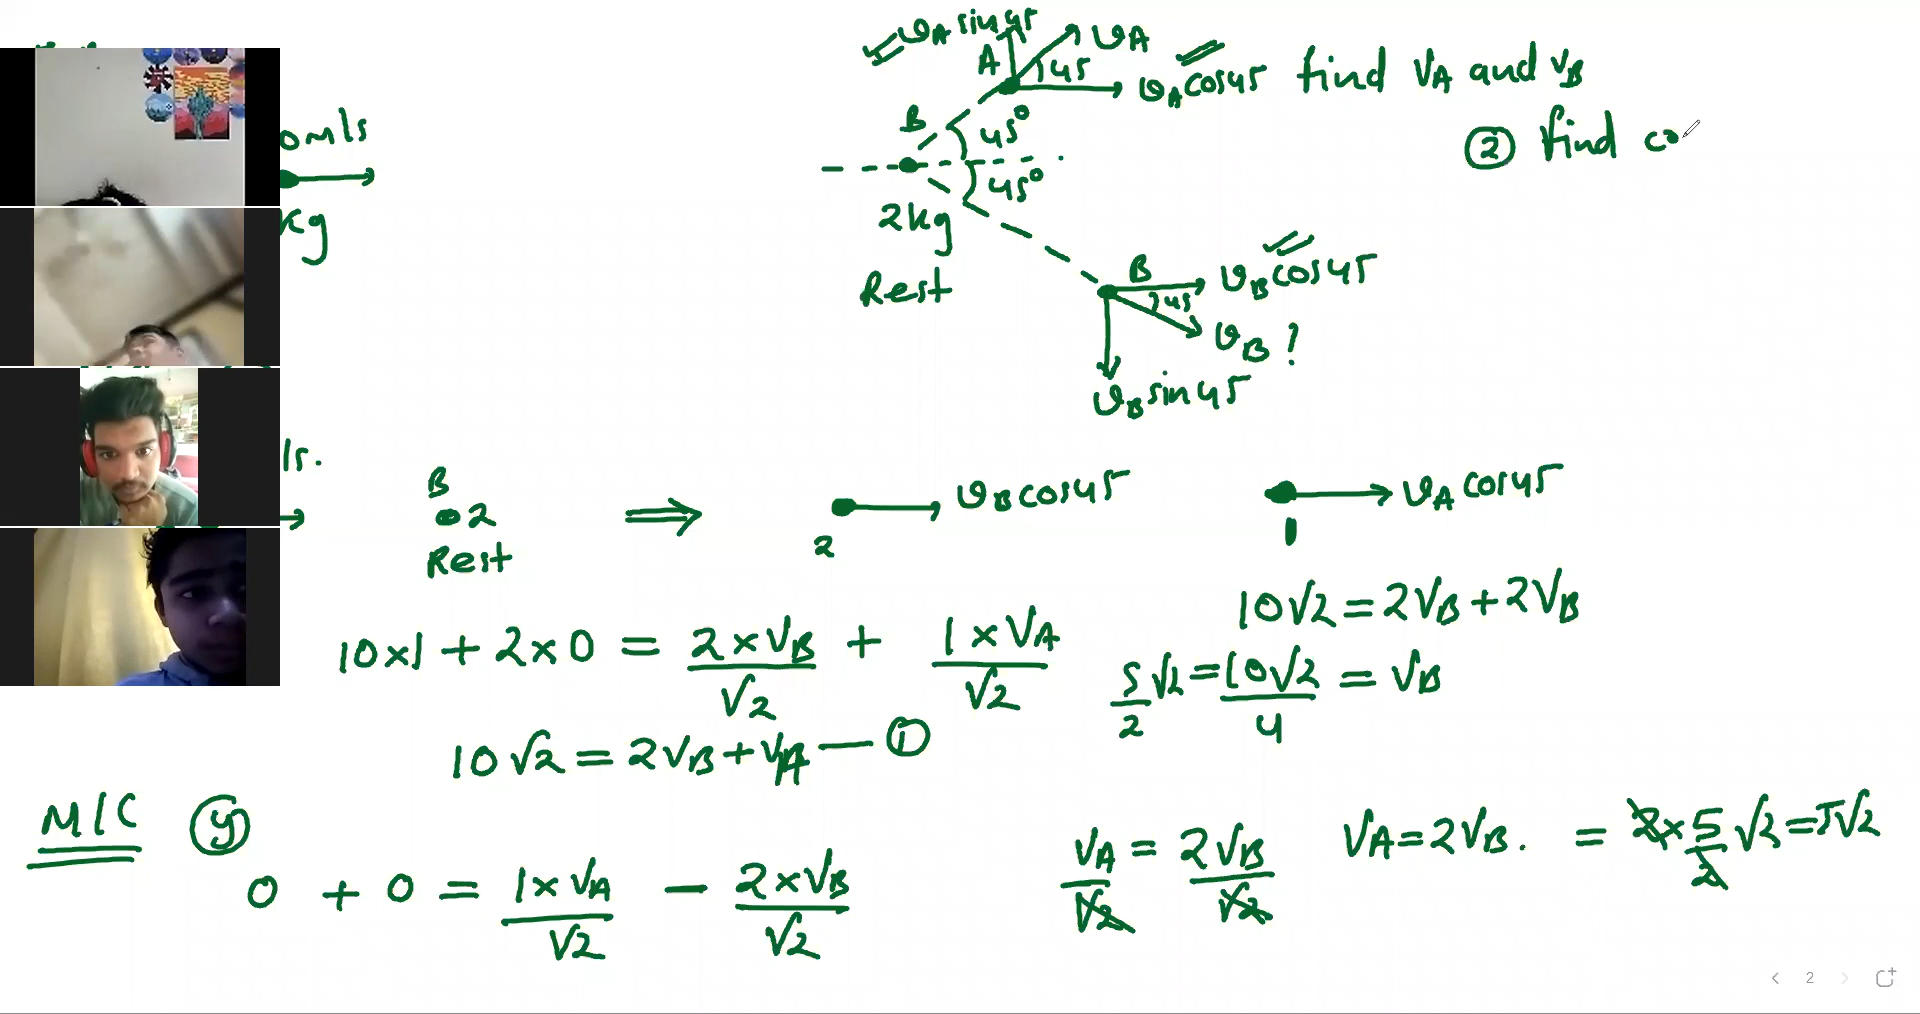 vA sin45
A
45
vA
vA cos45
find VA and VB
② find co
B
45°
45°
2kg
Rest
kg
B
vB cos45
45
vB ?
vB sin45
B
2
Rest
⇒
2
vB cos45
1
vA cos45
10×1 + 2×0 = 2×VB/√2 + 1×VA/√2
10√2 = 2VB + VA — ①
10√2 = 2VB + 2VB
5/2 √2 = 10√2/4 = VB
M/C ⓨ
0 + 0 = 1×VA/√2 − 2×VB/√2
VA/√2 = 2VB/√2
VA = 2VB. = 2×5/2 √2 = 5√2
2